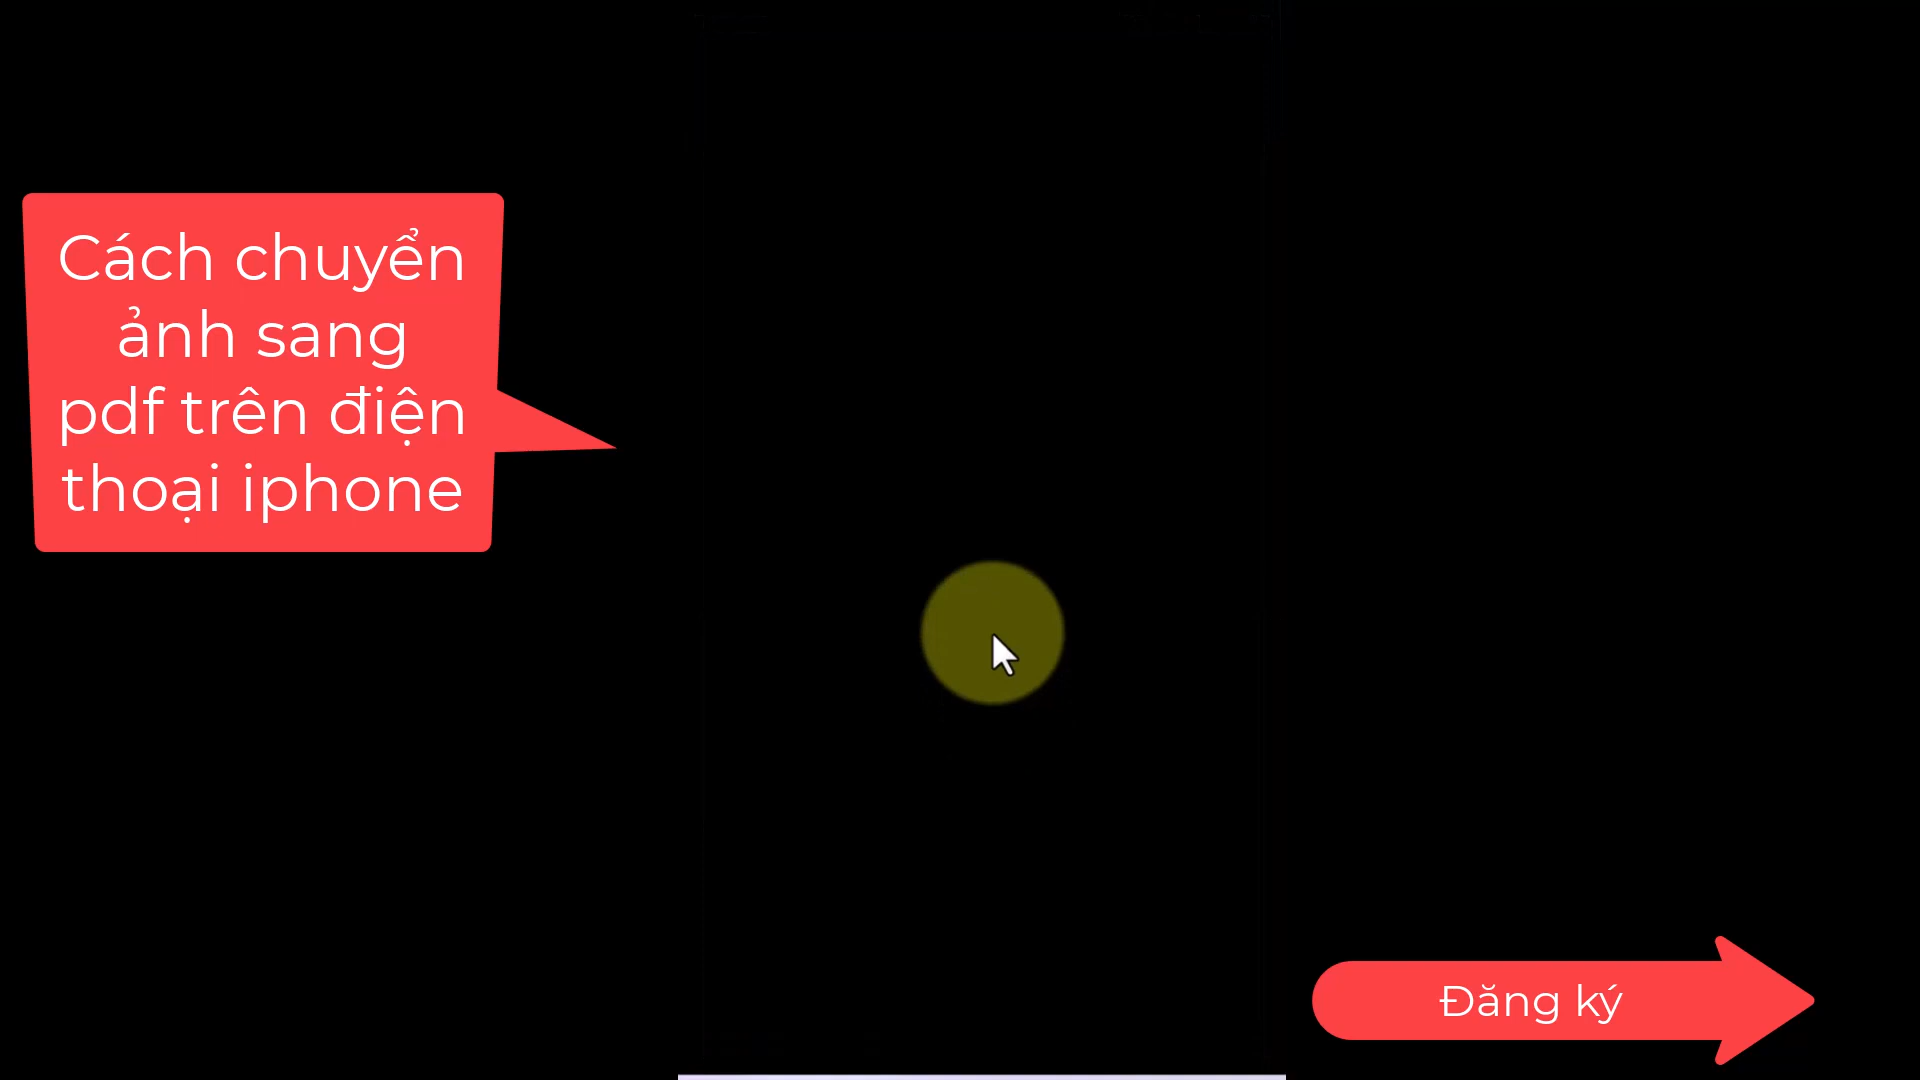 Cách chuyển
ảnh sang
pdf trên điện
thoại iphone
Đăng ký